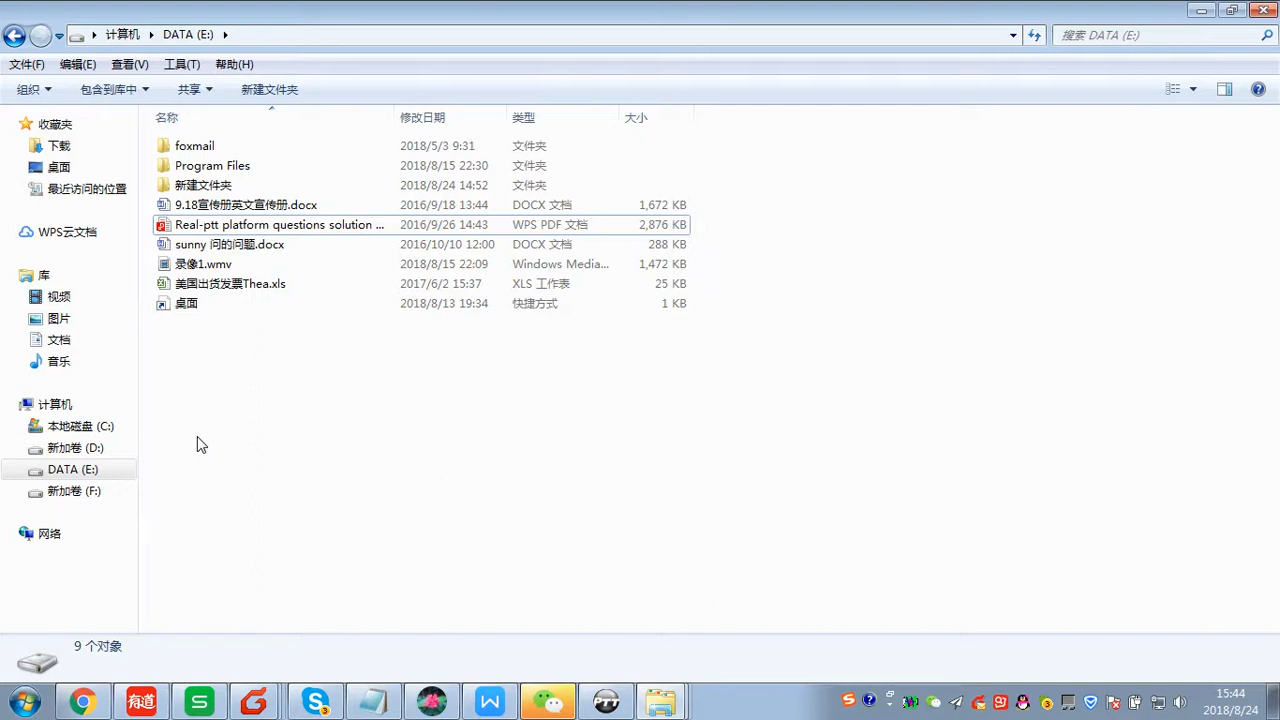 计算机 DATA (E:) 搜索 DATA (E:)
文件(F) 编辑(E) 查看(V) 工具(T) 帮助(H)
组织 包含到库中 共享 新建文件夹
收藏夹
下载
桌面
最近访问的位置
WPS云文档
库
视频
图片
文档
音乐
计算机
本地磁盘 (C:)
新加卷 (D:)
DATA (E:)
新加卷 (F:)
网络
名称 修改日期 类型 大小
foxmail 2018/5/3 9:31 文件夹
Program Files 2018/8/15 22:30 文件夹
新建文件夹 2018/8/24 14:52 文件夹
9.18宣传册英文宣传册.docx 2016/9/18 13:44 DOCX 文档 1,672 KB
Real-ptt platform questions solution ... 2016/9/26 14:43 WPS PDF 文档 2,876 KB
sunny 问的问题.docx 2016/10/10 12:00 DOCX 文档 288 KB
录像1.wmv 2018/8/15 22:09 Windows Media... 1,472 KB
美国出货发票Thea.xls 2017/6/2 15:37 XLS 工作表 25 KB
桌面 2018/8/13 19:34 快捷方式 1 KB
9 个对象
有道 S S 3 W PTT
15:44
2018/8/24